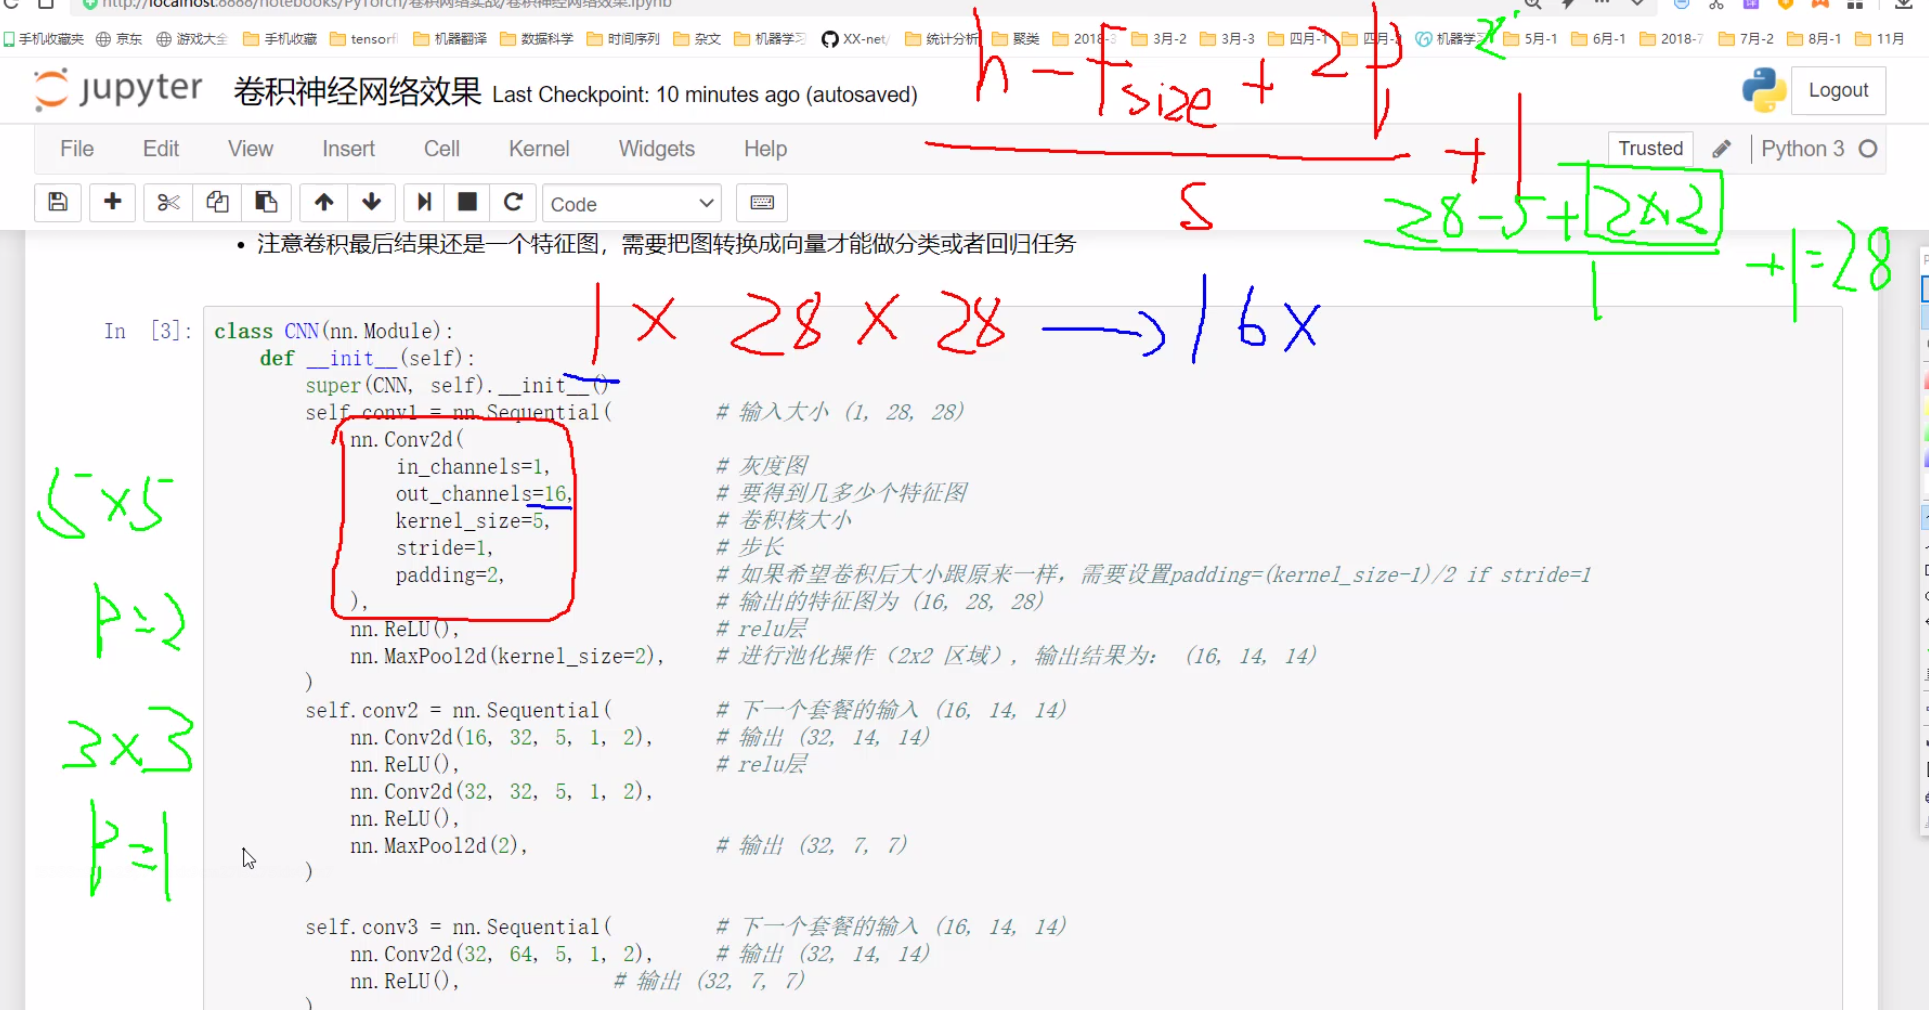 http://localhost:8888/notebooks/PyTorch/卷积网络实战/卷积神经网络效果.ipynb
手机收藏夹 京东 游戏大全 手机收藏 tensorf 机器翻译 数据科学 时间序列 杂文 机器学习 XX-net/ 统计分析 聚类 2018-3 3月-2 3月-3 四月-1 四月-2 机器学习 5月-1 6月-1 2018-7 7月-2 8月-1 11月
jupyter 卷积神经网络效果 Last Checkpoint: 10 minutes ago (autosaved) Logout
h - Fsize + 2P
S
+ 1
File Edit View Insert Cell Kernel Widgets Help Trusted Python 3
Code
28-5+2x2
1
+1=28
• 注意卷积最后结果还是一个特征图，需要把图转换成向量才能做分类或者回归任务
1 x 28 x 28 → 16 x
In [3]: class CNN(nn.Module):
def __init__(self):
super(CNN, self).__init__()
self.conv1 = nn.Sequential( # 输入大小 (1, 28, 28)
nn.Conv2d(
in_channels=1, # 灰度图
out_channels=16, # 要得到几多少个特征图
kernel_size=5, # 卷积核大小
stride=1, # 步长
padding=2, # 如果希望卷积后大小跟原来一样，需要设置padding=(kernel_size-1)/2 if stride=1
), # 输出的特征图为 (16, 28, 28)
nn.ReLU(), # relu层
nn.MaxPool2d(kernel_size=2), # 进行池化操作（2x2 区域）, 输出结果为： (16, 14, 14)
)
self.conv2 = nn.Sequential( # 下一个套餐的输入 (16, 14, 14)
nn.Conv2d(16, 32, 5, 1, 2), # 输出 (32, 14, 14)
nn.ReLU(), # relu层
nn.Conv2d(32, 32, 5, 1, 2),
nn.ReLU(),
nn.MaxPool2d(2), # 输出 (32, 7, 7)
)
self.conv3 = nn.Sequential( # 下一个套餐的输入 (16, 14, 14)
nn.Conv2d(32, 64, 5, 1, 2), # 输出 (32, 14, 14)
nn.ReLU(), # 输出 (32, 7, 7)
)
5x5
P=2
3x3
P=1